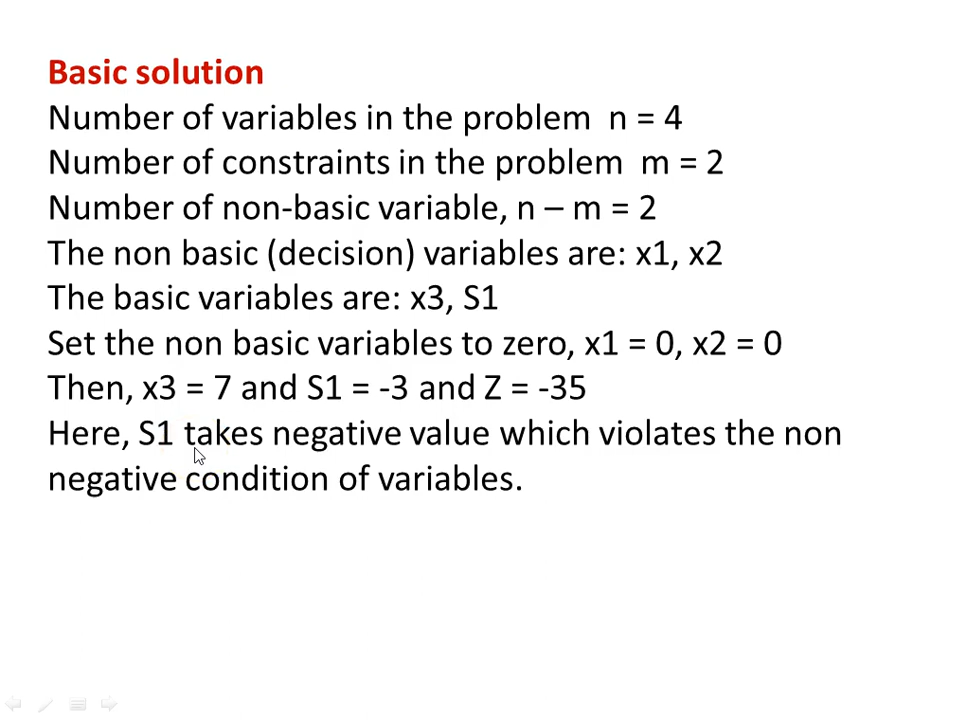 Basic solution
Number of variables in the problem n = 4
Number of constraints in the problem m = 2
Number of non-basic variable, n – m = 2
The non basic (decision) variables are: x1, x2
The basic variables are: x3, S1
Set the non basic variables to zero, x1 = 0, x2 = 0
Then, x3 = 7 and S1 = -3 and Z = -35
Here, S1 takes negative value which violates the non
negative condition of variables.